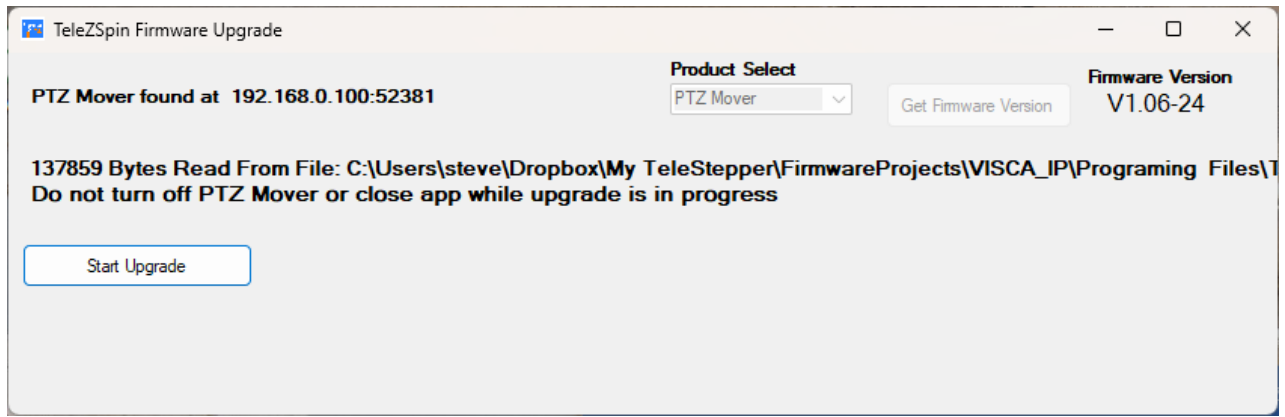 TeleZSpin Firmware Upgrade
Product Select
Firmware Version
PTZ Mover found at 192.168.0.100:52381
PTZ Mover
Get Firmware Version
V1.06-24
137859 Bytes Read From File: C:\Users\steve\Dropbox\My TeleStepper\FirmwareProjects\VISCA_IP\Programing Files\T
Do not turn off PTZ Mover or close app while upgrade is in progress
Start Upgrade